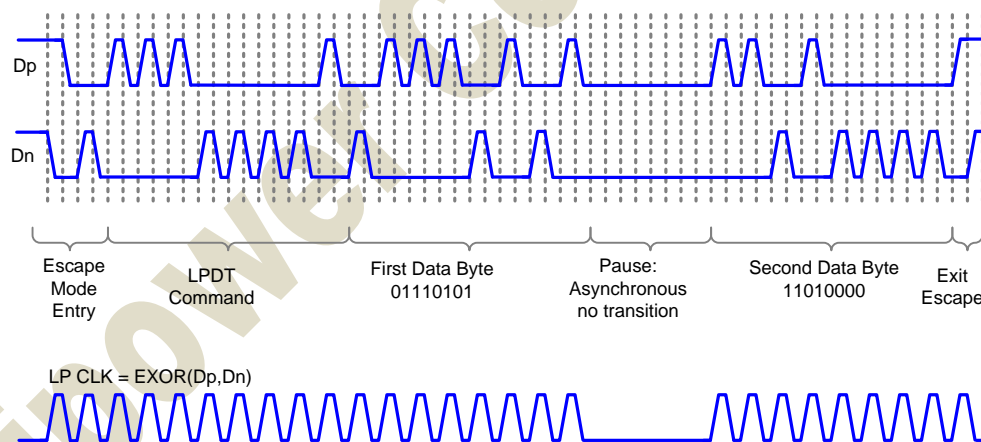 Dp
Dn
Escape
Mode
Entry
LPDT
Command
First Data Byte
01110101
Pause:
Asynchronous
no transition
Second Data Byte
11010000
Exit
Escape
LP CLK = EXOR(Dp,Dn)